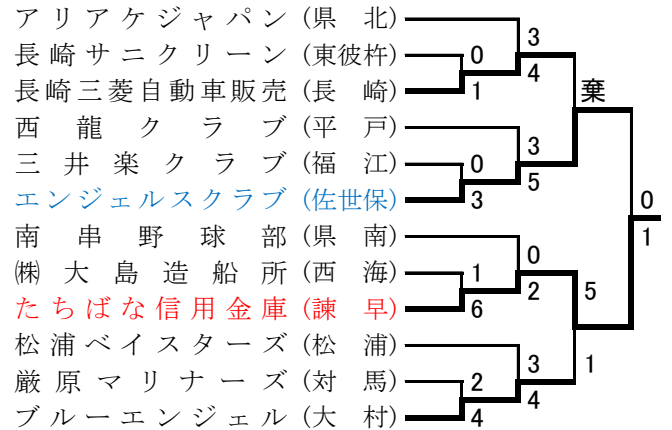 アリアケジャパン(県北)
3
長崎サニクリーン(東彼杵)
0
4
長崎三菱自動車販売(長崎)
1
棄
西龍クラブ(平戸)
3
三井楽クラブ(福江)
0
5
エンジェルスクラブ(佐世保)
3
0
南串野球部(県南)
1
0
㈱大島造船所(西海)
1
2
5
たちばな信用金庫(諫早)
6
松浦ベイスターズ(松浦)
3
1
厳原マリナーズ(対馬)
2
4
ブルーエンジェル(大村)
4